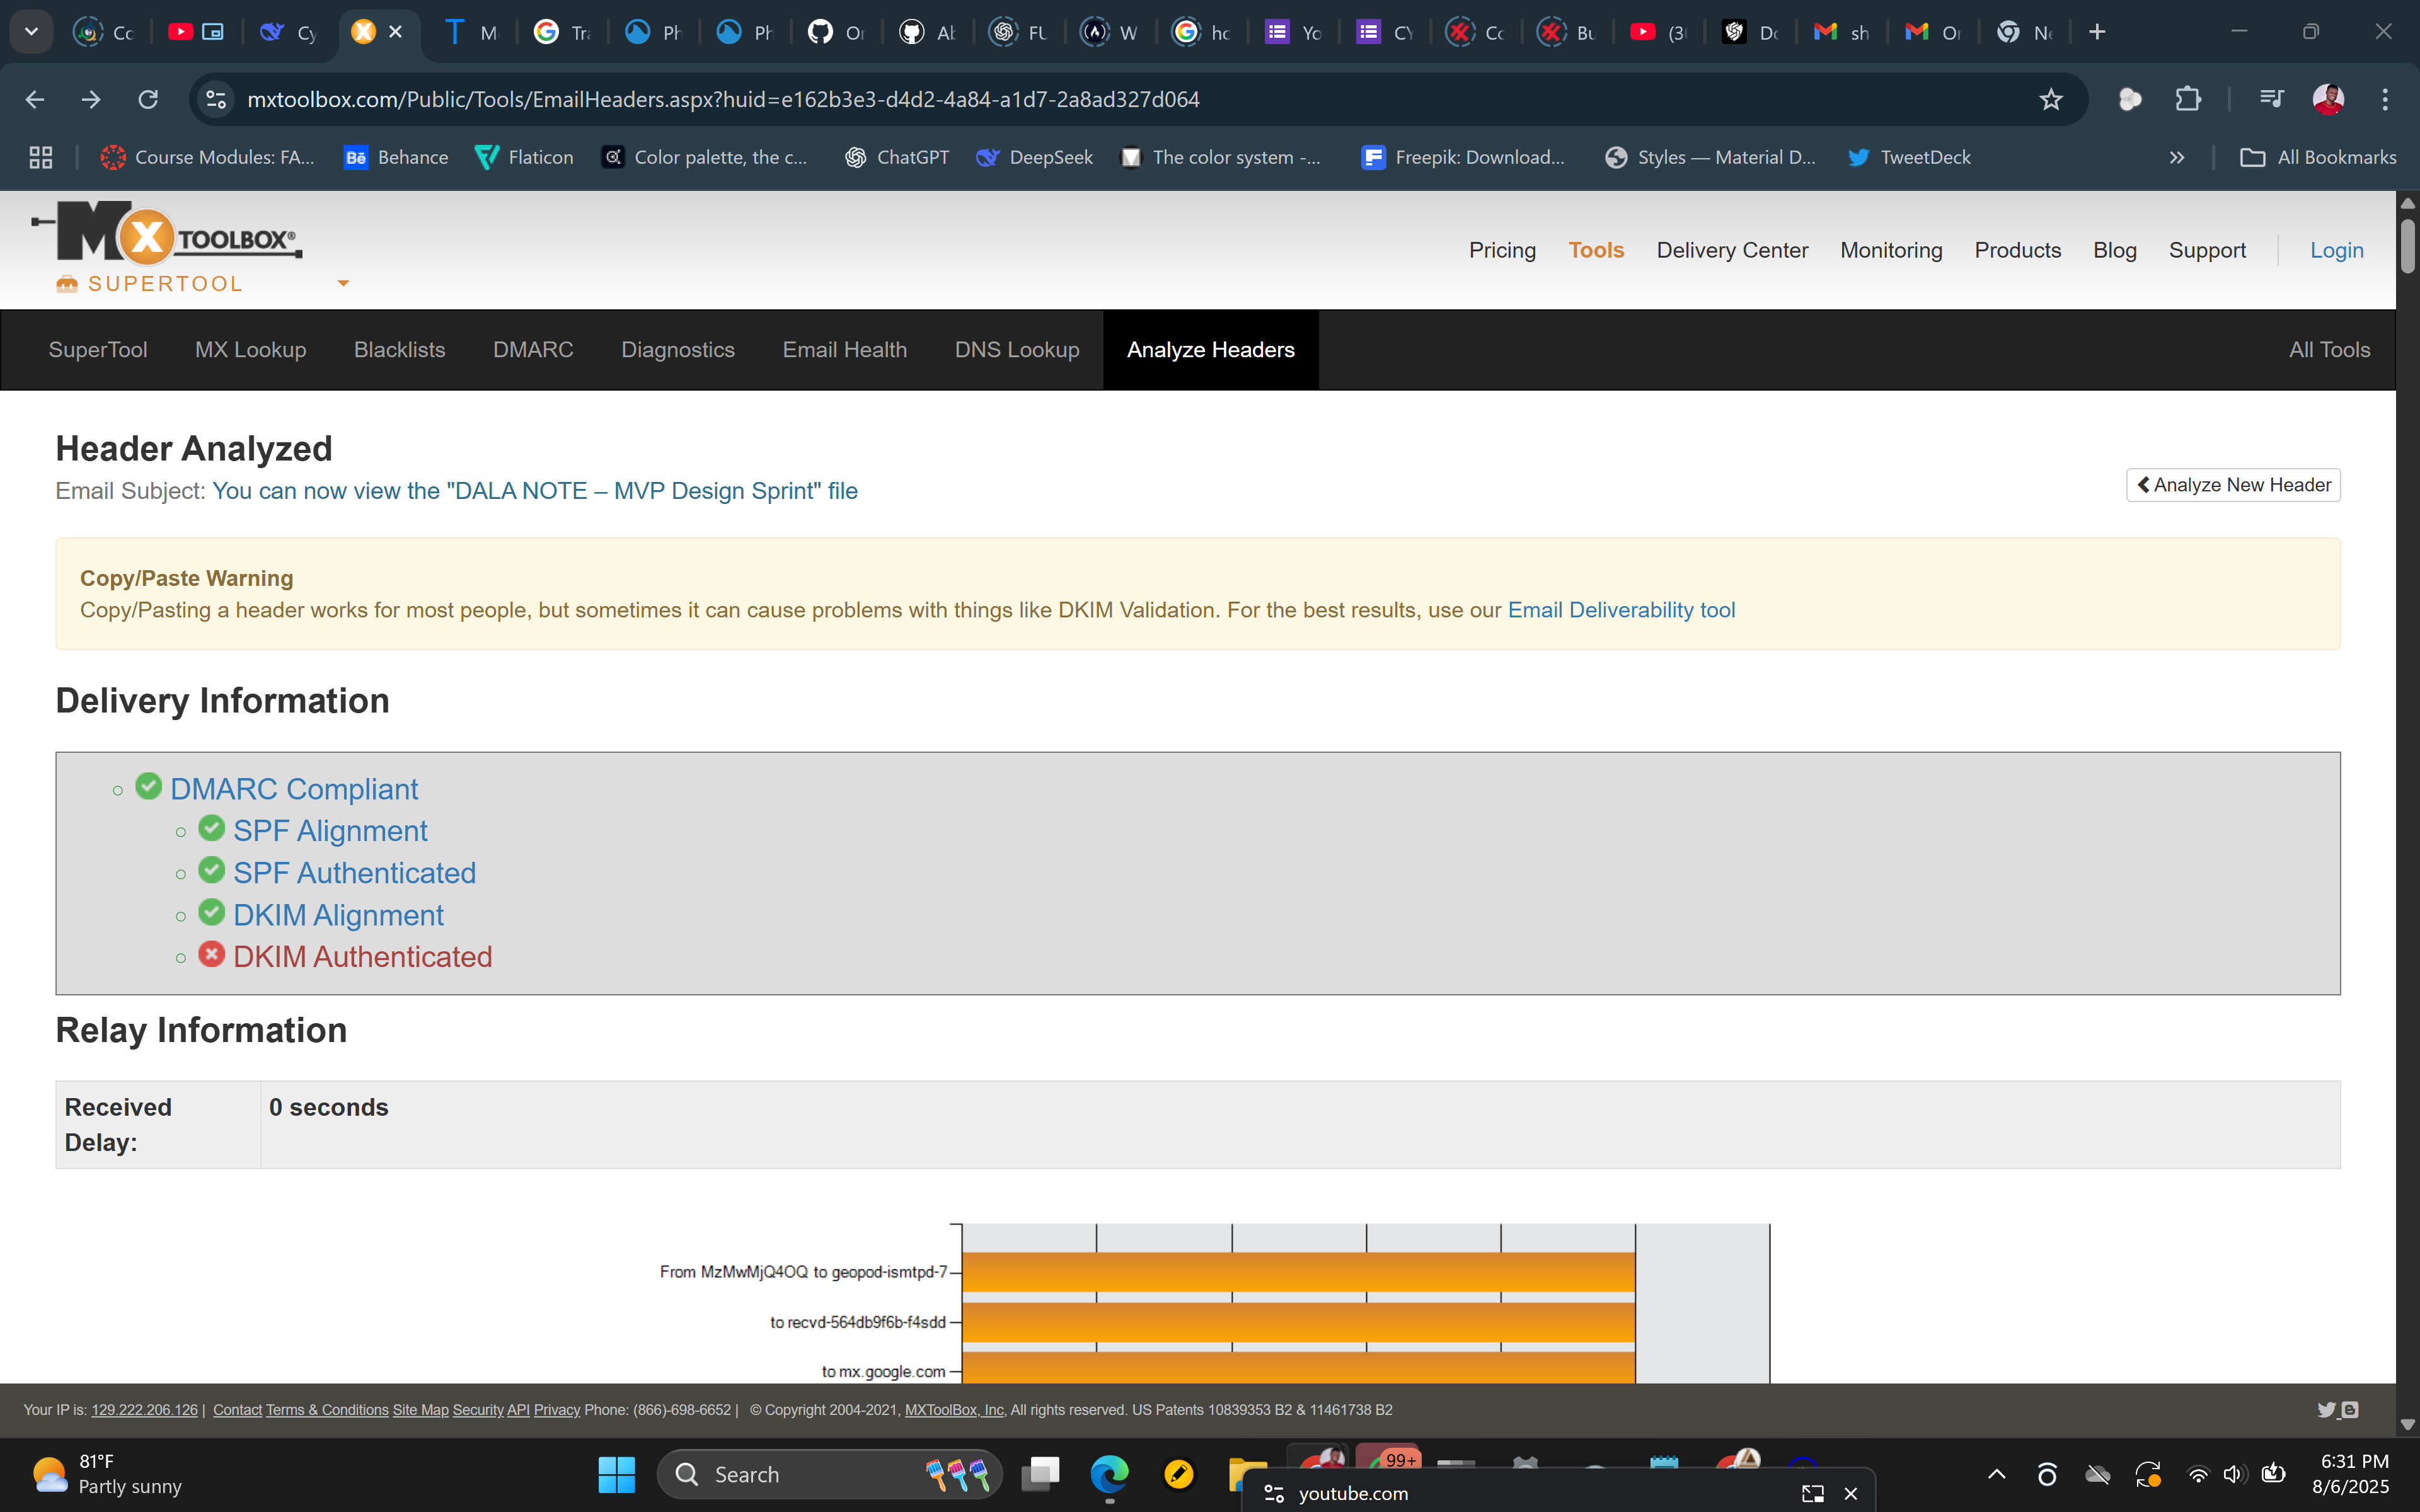 Cc
Cy
M
Tra
Ph
Ph
Or
Ab
FU
W
ho
Yo
CY
Cc
Bu
(3
Dc
sh
Or
Ne
mxtoolbox.com/Public/Tools/EmailHeaders.aspx?huid=e162b3e3-d4d2-4a84-a1d7-2a8ad327d064
Course Modules: FA...
Bē Behance
Flaticon
Color palette, the c...
ChatGPT
DeepSeek
The color system -...
Freepik: Download...
Styles — Material D...
TweetDeck
All Bookmarks
MX TOOLBOX®
SUPERTOOL
Pricing Tools Delivery Center Monitoring Products Blog Support Login
SuperTool MX Lookup Blacklists DMARC Diagnostics Email Health DNS Lookup Analyze Headers All Tools
Header Analyzed
Email Subject: You can now view the "DALA NOTE – MVP Design Sprint" file
Analyze New Header
Copy/Paste Warning
Copy/Pasting a header works for most people, but sometimes it can cause problems with things like DKIM Validation. For the best results, use our Email Deliverability tool
Delivery Information
DMARC Compliant
SPF Alignment
SPF Authenticated
DKIM Alignment
DKIM Authenticated
Relay Information
Received Delay: 0 seconds
From MzMwMjQ4OQ to geopod-ismtpd-7
to recvd-564db9f6b-f4sdd
to mx.google.com
Your IP is: 129.222.206.126 | Contact Terms & Conditions Site Map Security API Privacy Phone: (866)-698-6652 | © Copyright 2004-2021, MXToolBox, Inc, All rights reserved. US Patents 10839353 B2 & 11461738 B2
81°F
Partly sunny
Search
99+
youtube.com
6:31 PM
8/6/2025